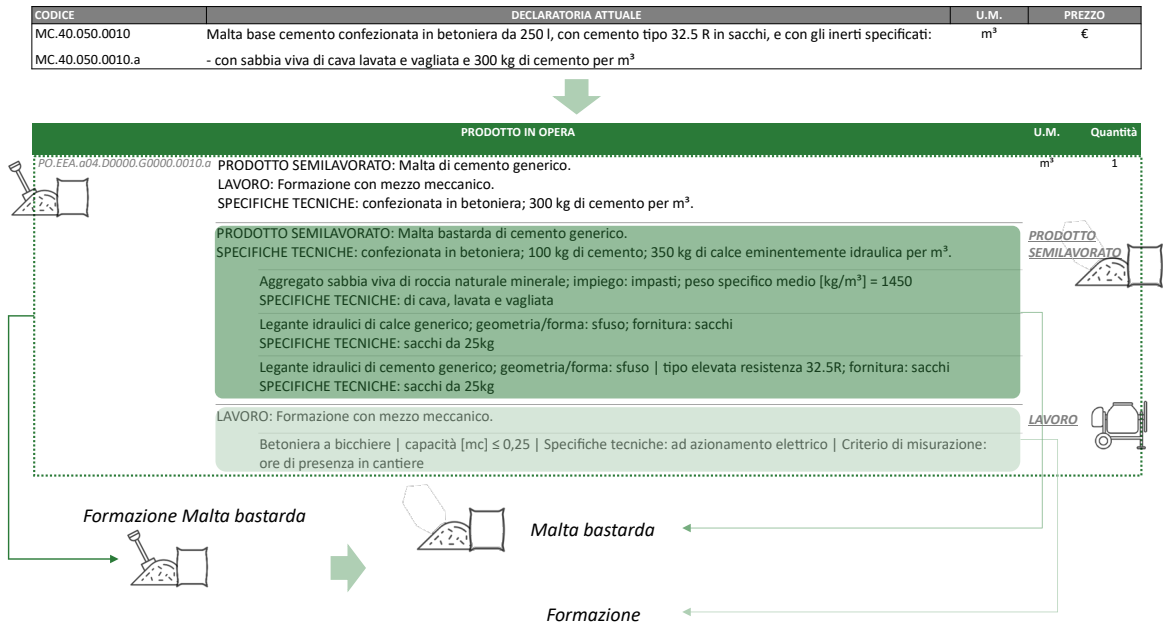 CODICE DECLARATORIA ATTUALE U.M. PREZZO
MC.40.050.0010 Malta base cemento confezionata in betoniera da 250 l, con cemento tipo 32.5 R in sacchi, e con gli inerti specificati: m³ €
MC.40.050.0010.a - con sabbia viva di cava lavata e vagliata e 300 kg di cemento per m³
PRODOTTO IN OPERA U.M. Quantità
PO.EEA.a04.D0000.G0000.0010.a PRODOTTO SEMILAVORATO: Malta di cemento generico. m³ 1
LAVORO: Formazione con mezzo meccanico.
SPECIFICHE TECNICHE: confezionata in betoniera; 300 kg di cemento per m³.
PRODOTTO SEMILAVORATO: Malta bastarda di cemento generico. PRODOTTO
SPECIFICHE TECNICHE: confezionata in betoniera; 100 kg di cemento; 350 kg di calce eminentemente idraulica per m³. SEMILAVORATO
Aggregato sabbia viva di roccia naturale minerale; impiego: impasti; peso specifico medio [kg/m³] = 1450
SPECIFICHE TECNICHE: di cava, lavata e vagliata
Legante idraulici di calce generico; geometria/forma: sfuso; fornitura: sacchi
SPECIFICHE TECNICHE: sacchi da 25kg
Legante idraulici di cemento generico; geometria/forma: sfuso | tipo elevata resistenza 32.5R; fornitura: sacchi
SPECIFICHE TECNICHE: sacchi da 25kg
LAVORO: Formazione con mezzo meccanico. LAVORO
Betoniera a bicchiere | capacità [mc] ≤ 0,25 | Specifiche tecniche: ad azionamento elettrico | Criterio di misurazione:
ore di presenza in cantiere
Formazione Malta bastarda
Malta bastarda
Formazione